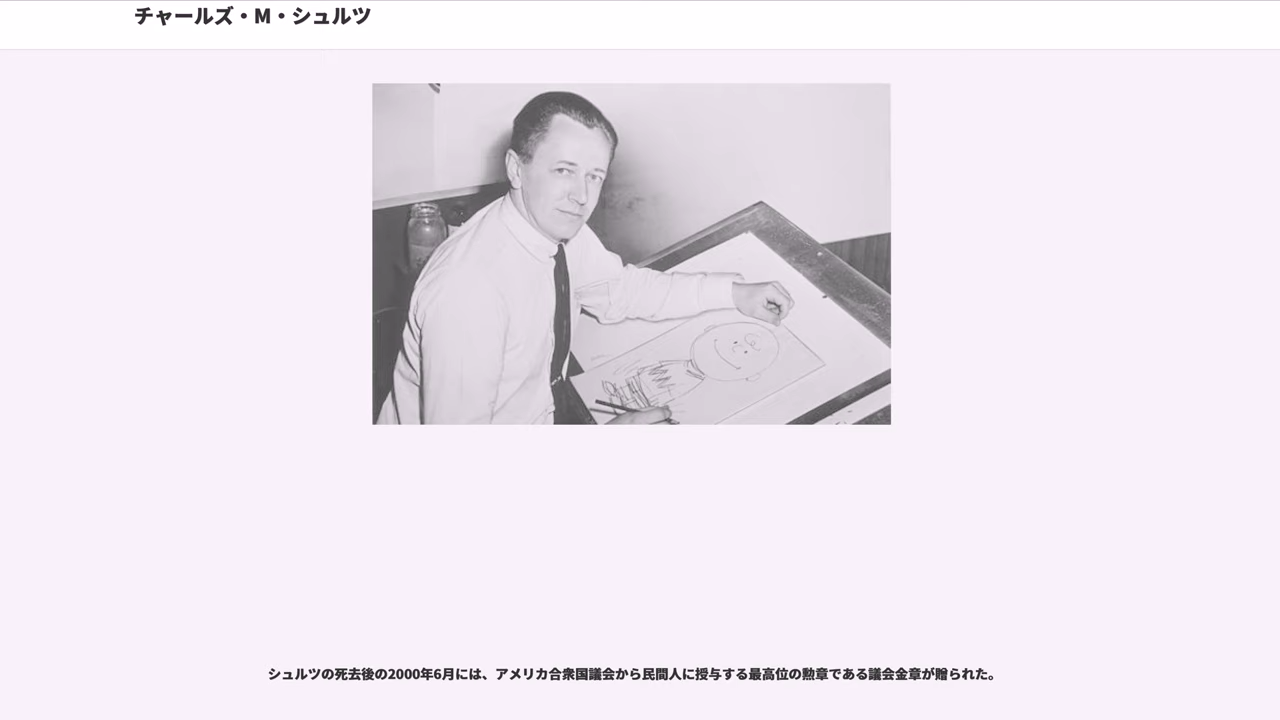 チャールズ・M・シュルツ
シュルツの死去後の2000年6月には、アメリカ合衆国議会から民間人に授与する最高位の勲章である議会金章が贈られた。